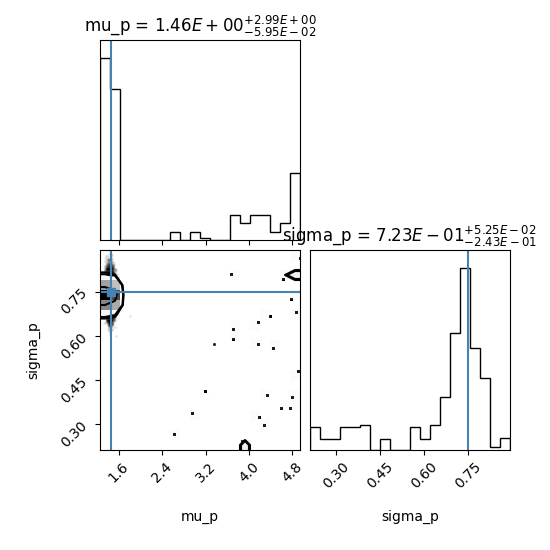 mu_p = 1.46E + 00+2.99E+00−5.95E−02
sigma_p = 7.23E − 01+5.25E−02−2.43E−01
0.75
0.60
0.45
0.30
sigma_p
1.6 2.4 3.2 4.0 4.8
0.30 0.45 0.60 0.75
mu_p
sigma_p